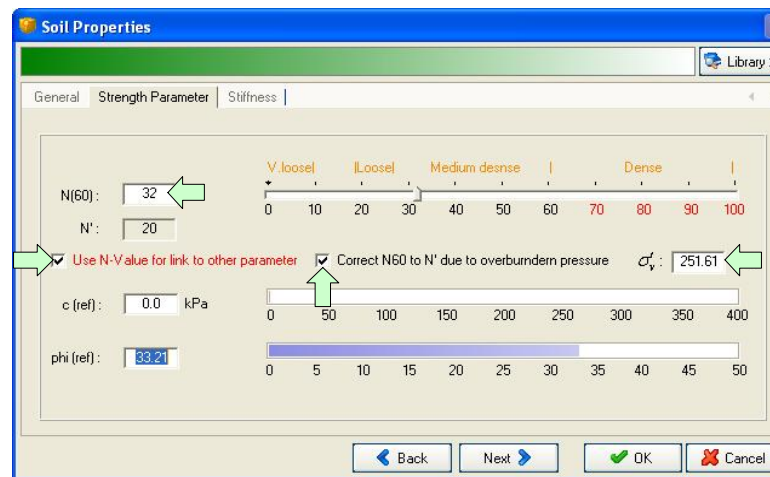 Soil Properties
Library
General Strength Parameter Stiffness
V.loose| |Loose| Medium desnse | Dense |
N(60) : 32
0 10 20 30 40 50 60 70 80 90 100
N' : 20
Use N-Value for link to other parameter Correct N60 to N' due to overburndern pressure σ'v : 251.61
c (ref) : 0.0 kPa
0 50 100 150 200 250 300 350 400
phi (ref) : 33.21
0 5 10 15 20 25 30 35 40 45 50
Back Next OK Cancel